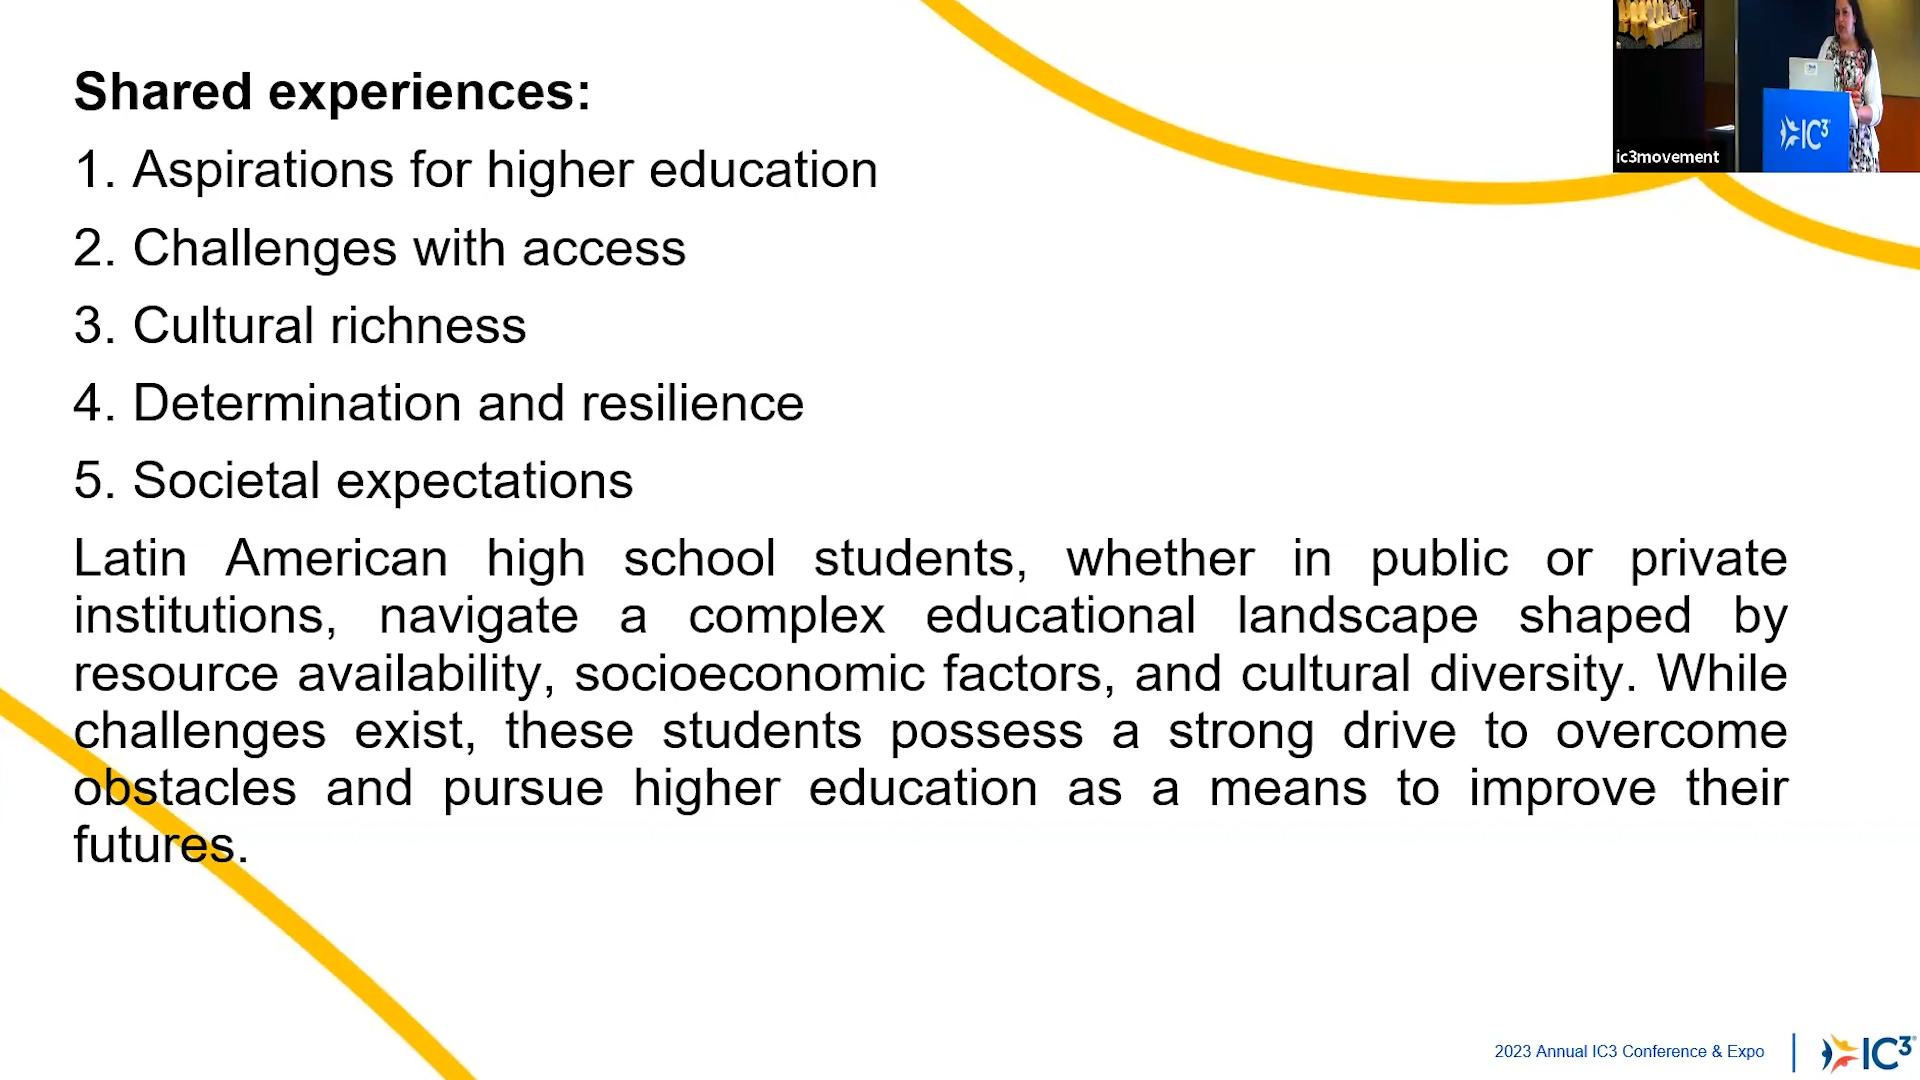 Shared experiences:
1. Aspirations for higher education
2. Challenges with access
3. Cultural richness
4. Determination and resilience
5. Societal expectations
Latin American high school students, whether in public or private
institutions, navigate a complex educational landscape shaped by
resource availability, socioeconomic factors, and cultural diversity. While
challenges exist, these students possess a strong drive to overcome
obstacles and pursue higher education as a means to improve their
futures.
IC³
ic3movement
2023 Annual IC3 Conference & Expo
IC³